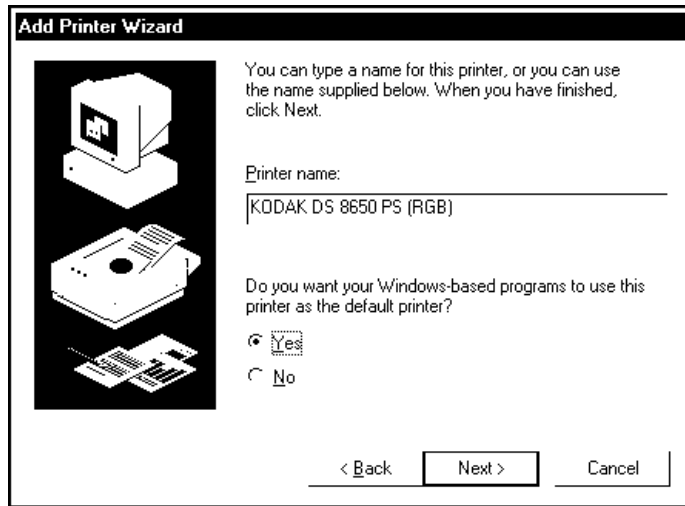 Add Printer Wizard
You can type a name for this printer, or you can use
the name supplied below. When you have finished,
click Next.
Printer name:
KODAK DS 8650 PS (RGB)
Do you want your Windows-based programs to use this
printer as the default printer?
Yes
No
< Back
Next >
Cancel